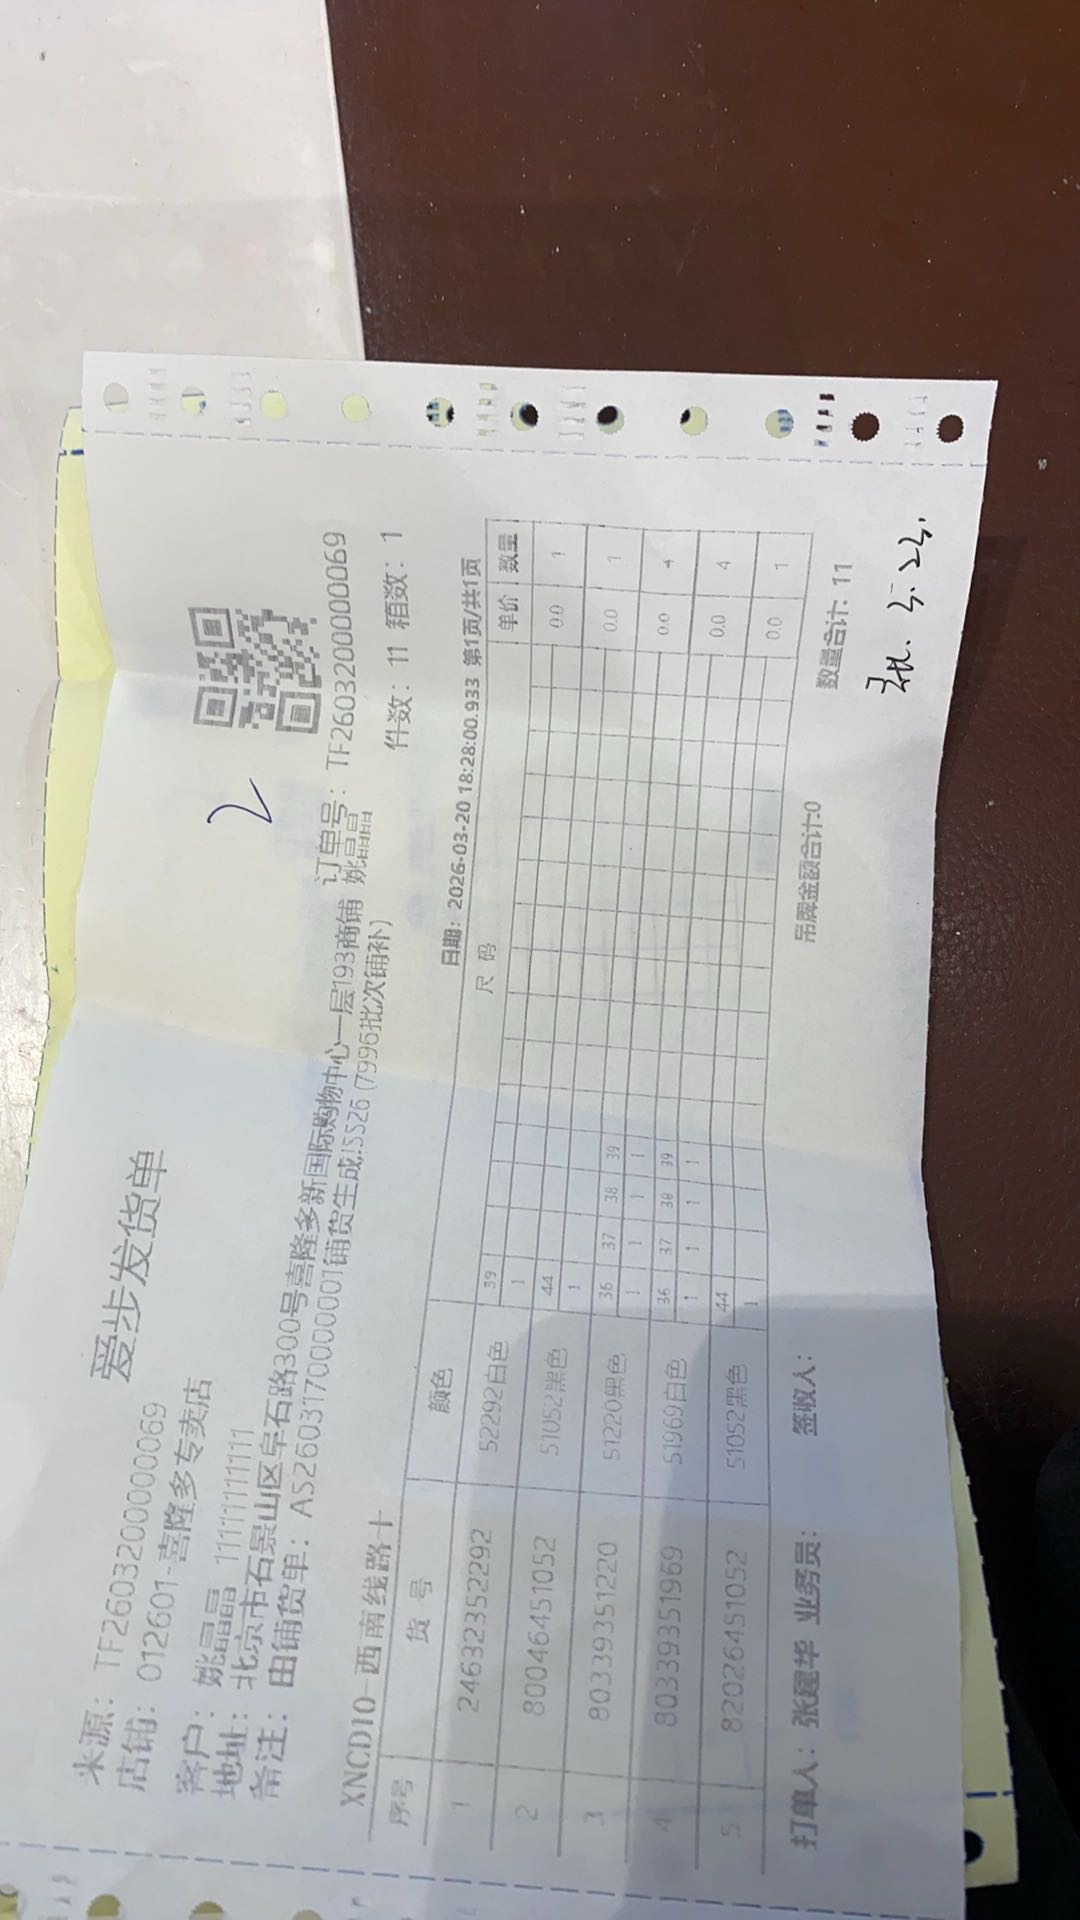 爱步发货单
2
来源：TF260320000069
店铺：012601-喜隆多专卖店
客户：姚晶晶 11111111111
订单号：TF260320000069
地址：北京市石景山区阜石路300号喜隆多新国际购物中心一层193商铺 姚晶晶
备注：由铺货单：AS260317000001铺货生成!SS26 (7996批次铺补)
件数：11 箱数：1
XNCD10-西南线路十
日期：2026-03-20 18:28:00.933 第1页/共1页
序号 货号 颜色 尺码 单价 数量
1 24632352292 52292白色 39 0.0 1
1
2 80046451052 51052黑色 44 0.0 1
1
3 80339351220 51220黑色 36 37 38 39 0.0 4
1 1 1 1
4 80339351969 51969白色 36 37 38 39 0.0 4
1 1 1 1
5 82026451052 51052黑色 44 0.0 1
1
打单人：张建华 业务员： 签收人： 吊牌金额合计:0 数量合计：11